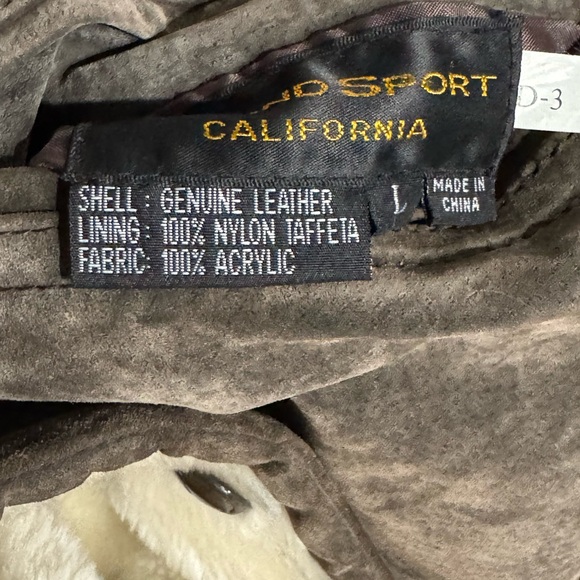 SPORT
CALIFORNIA
D-3
SHELL : GENUINE LEATHER
LINING: 100% NYLON TAFFETA
FABRIC: 100% ACRYLIC
L
MADE IN
CHINA